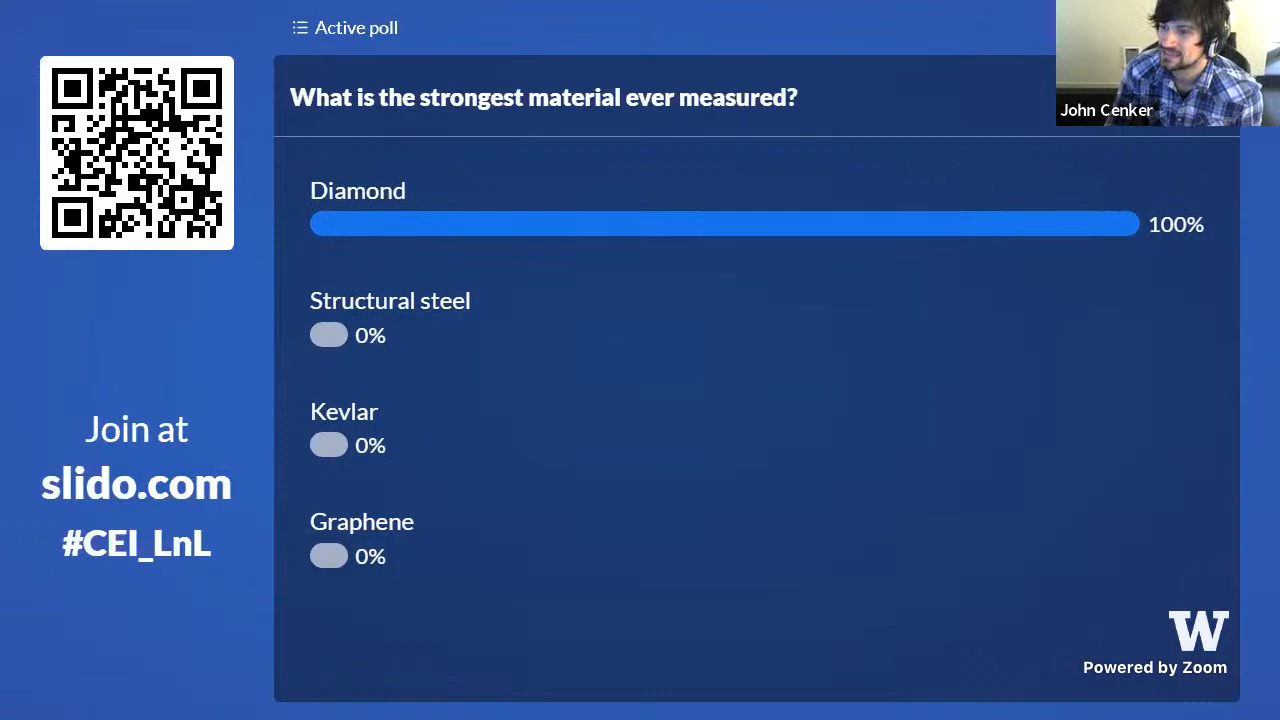 Active poll
What is the strongest material ever measured?
John Cenker
Diamond
100%
Structural steel
0%
Kevlar
0%
Graphene
0%
Join at
slido.com
#CEI_LnL
W
Powered by Zoom